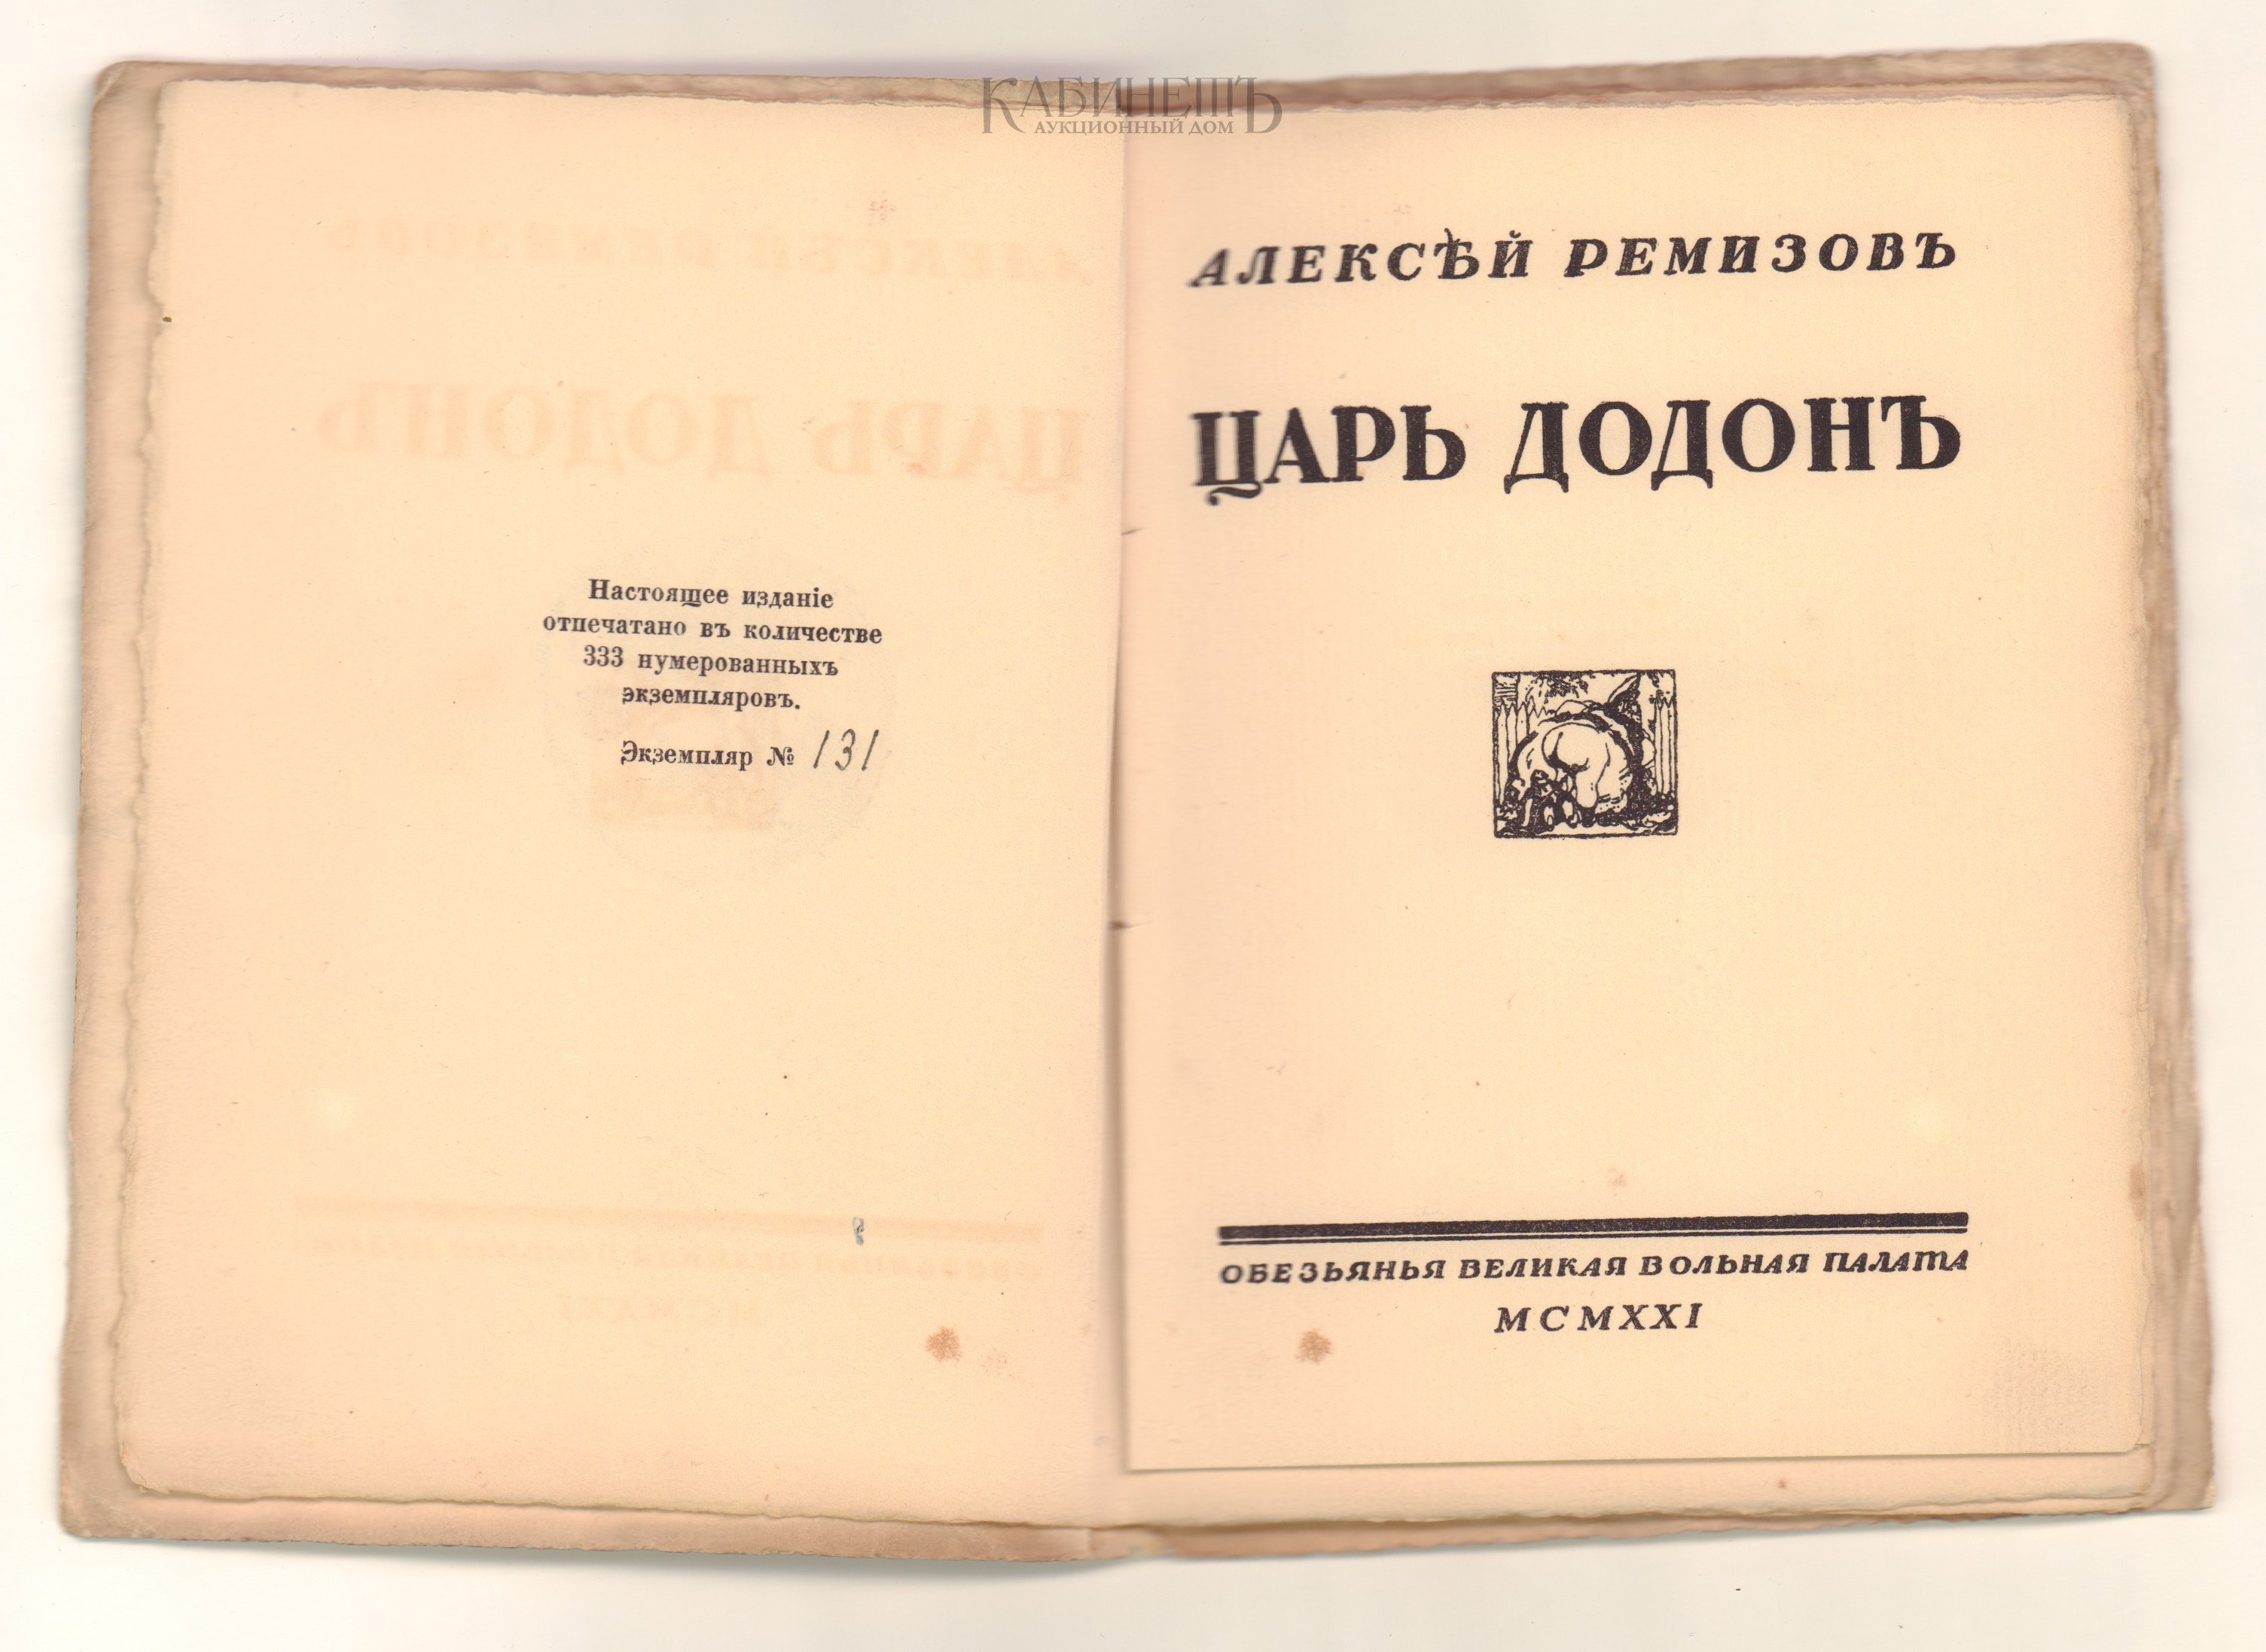 КАБИНЕТЪ
АУКЦИОННЫЙ ДОМ
Настоящее изданіе
отпечатано въ количестве
333 нумерованныхъ
экземпляровъ.
Экземпляр № 131
АЛЕКСѢЙ РЕМИЗОВЪ
ЦАРЬ ДОДОНЪ
ОБЕЗЬЯНЬЯ ВЕЛИКАЯ ВОЛЬНАЯ ПАЛАТА
MCMXXI